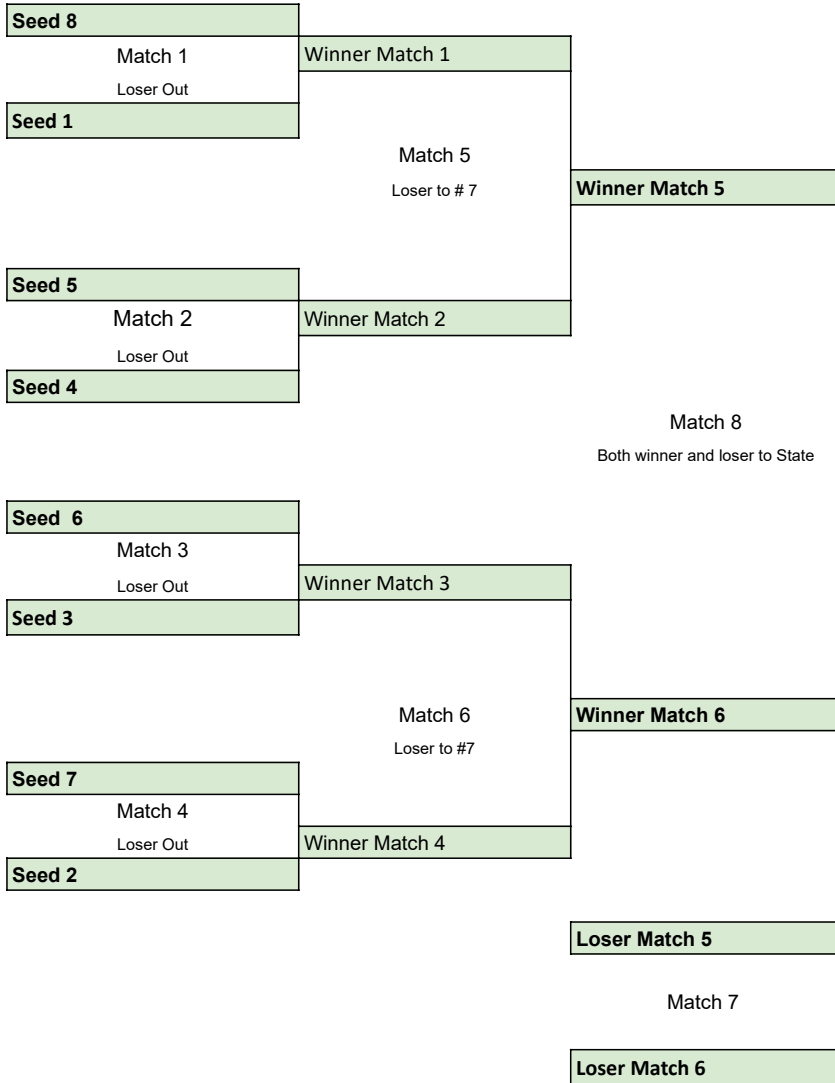 Seed 8
Match 1
Loser Out
Seed 1
Winner Match 1
Match 5
Loser to # 7
Winner Match 5
Seed 5
Match 2
Loser Out
Seed 4
Winner Match 2
Match 8
Both winner and loser to State
Seed 6
Match 3
Loser Out
Seed 3
Winner Match 3
Match 6
Loser to #7
Winner Match 6
Seed 7
Match 4
Loser Out
Seed 2
Winner Match 4
Loser Match 5
Match 7
Loser Match 6